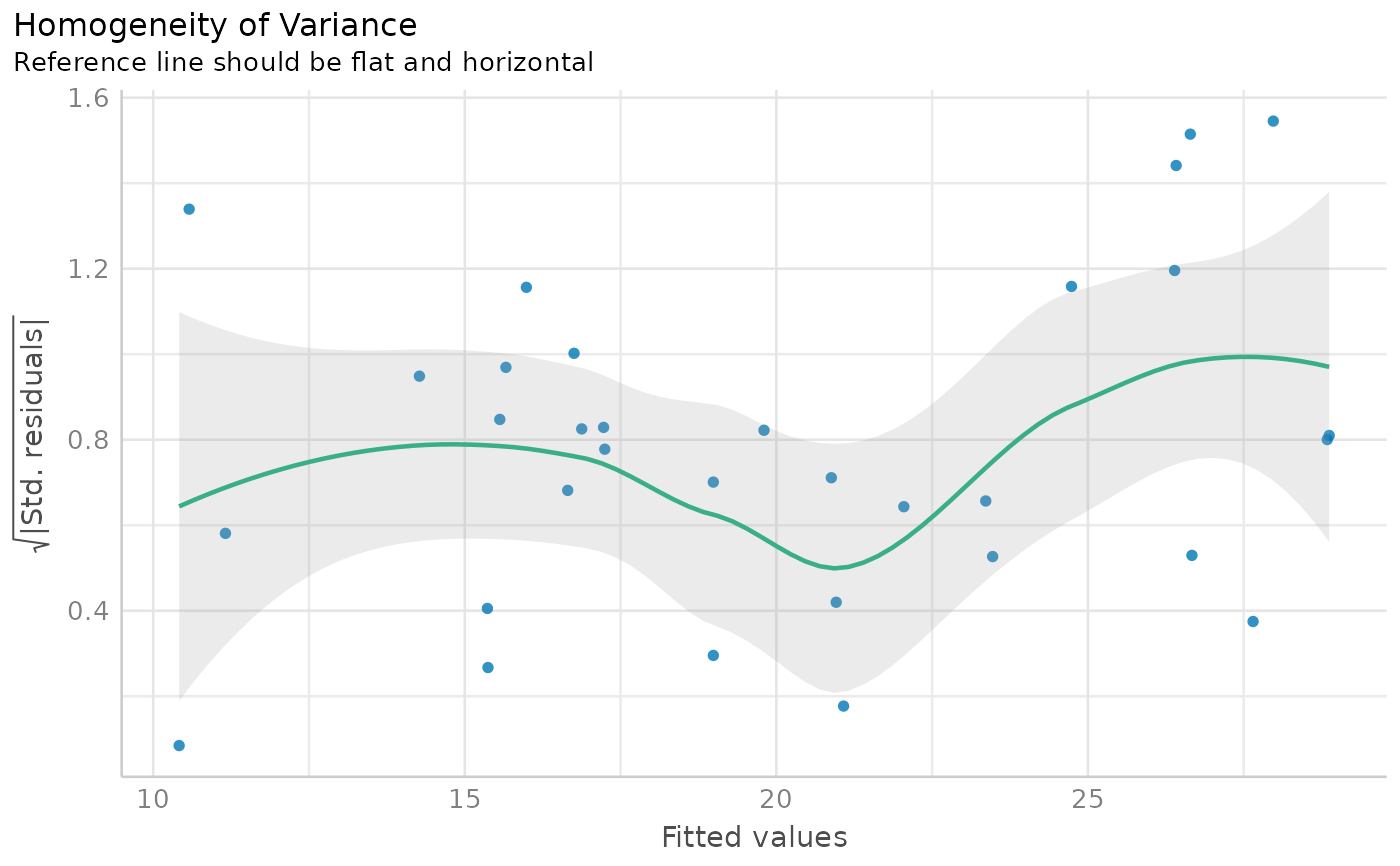 Homogeneity of Variance
Reference line should be flat and horizontal
√|Std. residuals|
1.6
1.2
0.8
0.4
10 15 20 25
Fitted values